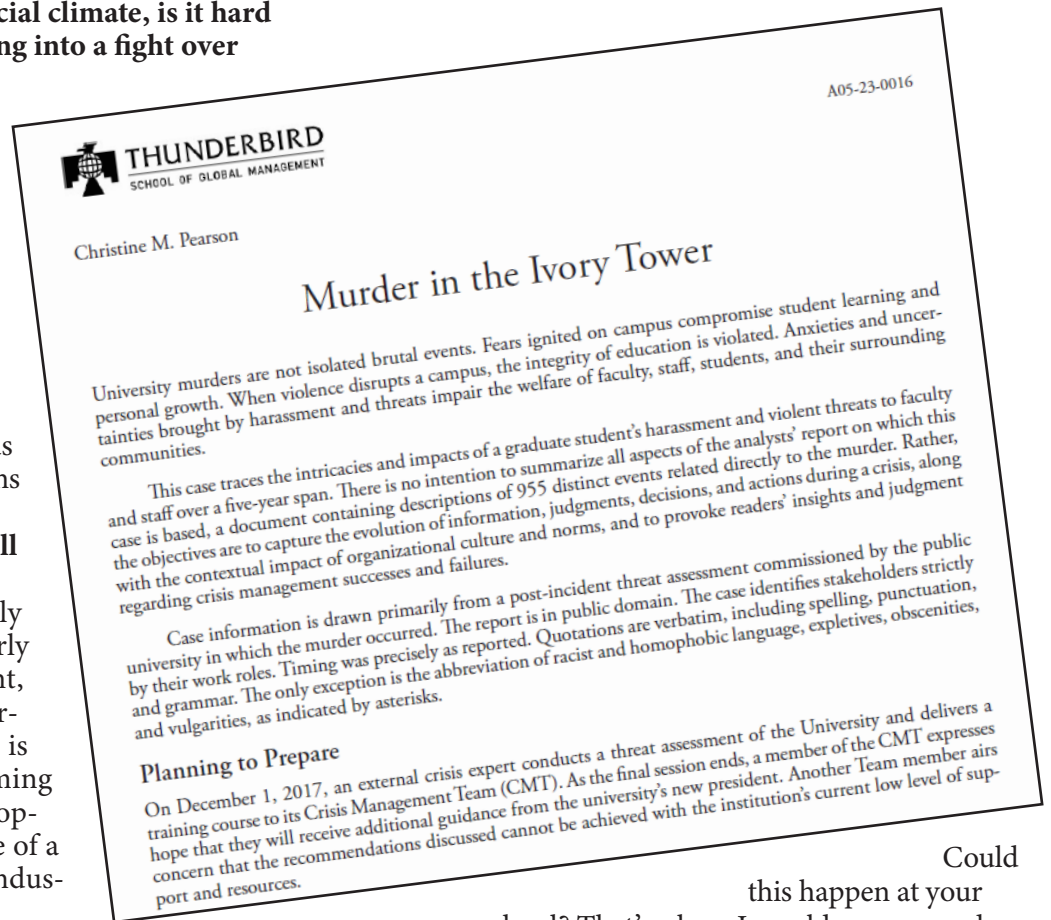 cial climate, is it hard
ng into a fight over
A05-23-0016
THUNDERBIRD
SCHOOL OF GLOBAL MANAGEMENT
Christine M. Pearson
Murder in the Ivory Tower
University murders are not isolated brutal events. Fears ignited on campus compromise student learning and
personal growth. When violence disrupts a campus, the integrity of education is violated. Anxieties and uncer-
tainties brought by harassment and threats impair the welfare of faculty, staff, students, and their surrounding
communities.
This case traces the intricacies and impacts of a graduate student's harassment and violent threats to faculty
and staff over a five-year span. There is no intention to summarize all aspects of the analysts' report on which this
case is based, a document containing descriptions of 955 distinct events related directly to the murder. Rather,
the objectives are to capture the evolution of information, judgments, decisions, and actions during a crisis, along
with the contextual impact of organizational culture and norms, and to provoke readers' insights and judgment
regarding crisis management successes and failures.
Case information is drawn primarily from a post-incident threat assessment commissioned by the public
university in which the murder occurred. The report is in public domain. The case identifies stakeholders strictly
by their work roles. Timing was precisely as reported. Quotations are verbatim, including spelling, punctuation,
and grammar. The only exception is the abbreviation of racist and homophobic language, expletives, obscenities,
and vulgarities, as indicated by asterisks.
Planning to Prepare
On December 1, 2017, an external crisis expert conducts a threat assessment of the University and delivers a
training course to its Crisis Management Team (CMT). As the final session ends, a member of the CMT expresses
hope that they will receive additional guidance from the university's new president. Another Team member airs
concern that the recommendations discussed cannot be achieved with the institution's current low level of sup-
port and resources.
ns
ll
ly
rly
nt,
r-
is
ming
op-
e of a
ndus-
Could
this happen at your